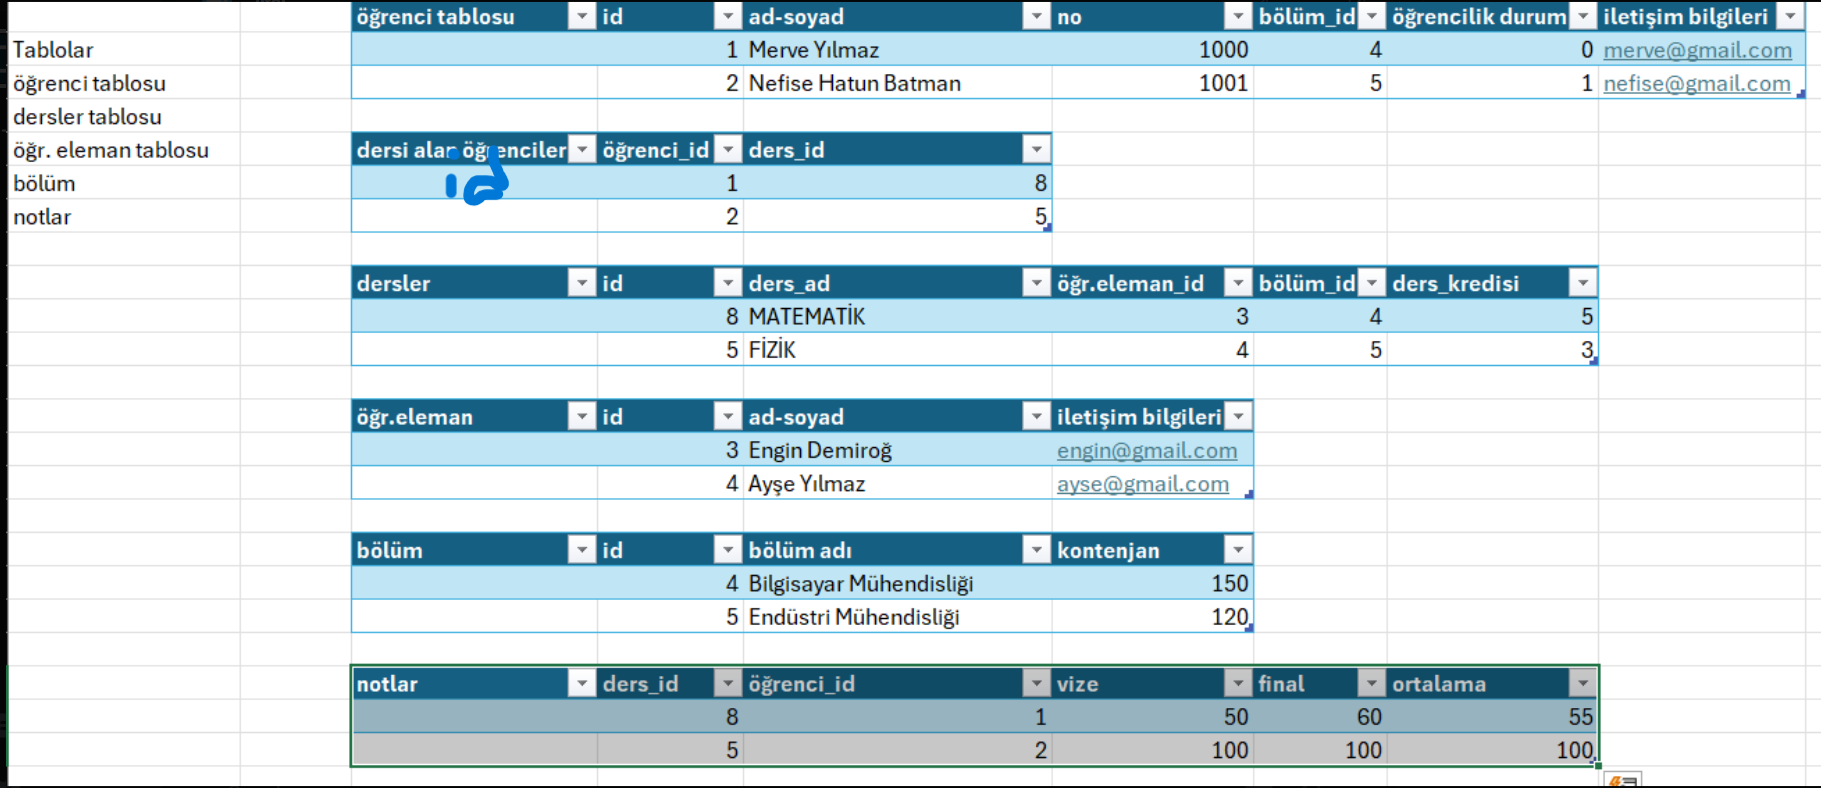 öğrenci tablosu id ad-soyad no bölüm_id öğrencilik durum iletişim bilgileri
Tablolar 1 Merve Yılmaz 1000 4 0 merve@gmail.com
öğrenci tablosu 2 Nefise Hatun Batman 1001 5 1 nefise@gmail.com
dersler tablosu
öğr. eleman tablosu dersi alan öğrenciler öğrenci_id ders_id
bölüm id 1 8
notlar 2 5
dersler id ders_ad öğr.eleman_id bölüm_id ders_kredisi
8 MATEMATİK 3 4 5
5 FİZİK 4 5 3
öğr.eleman id ad-soyad iletişim bilgileri
3 Engin Demiroğ engin@gmail.com
4 Ayşe Yılmaz ayse@gmail.com
bölüm id bölüm adı kontenjan
4 Bilgisayar Mühendisliği 150
5 Endüstri Mühendisliği 120
notlar ders_id öğrenci_id vize final ortalama
8 1 50 60 55
5 2 100 100 100